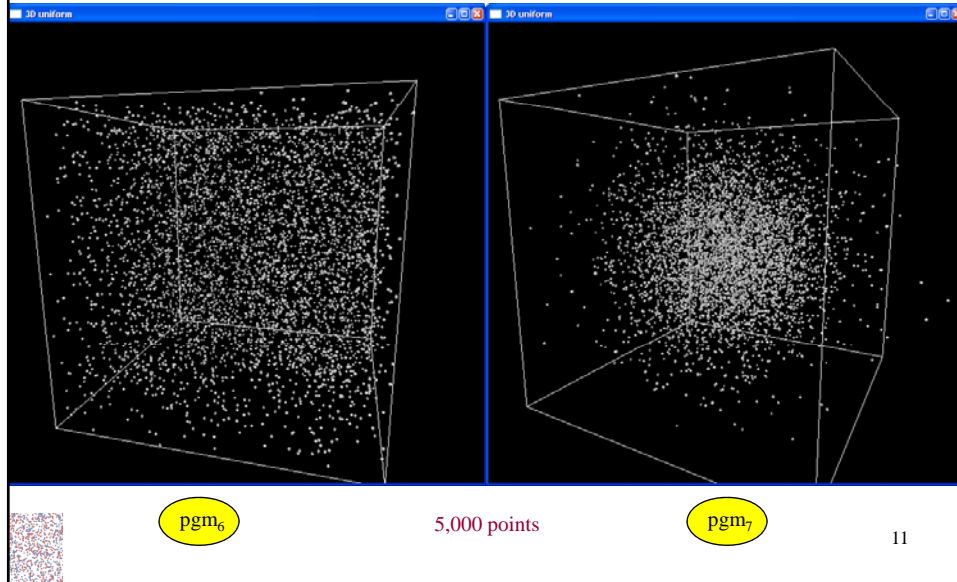 3D uniform
3D uniform
pgm₆
5,000 points
pgm₇
11